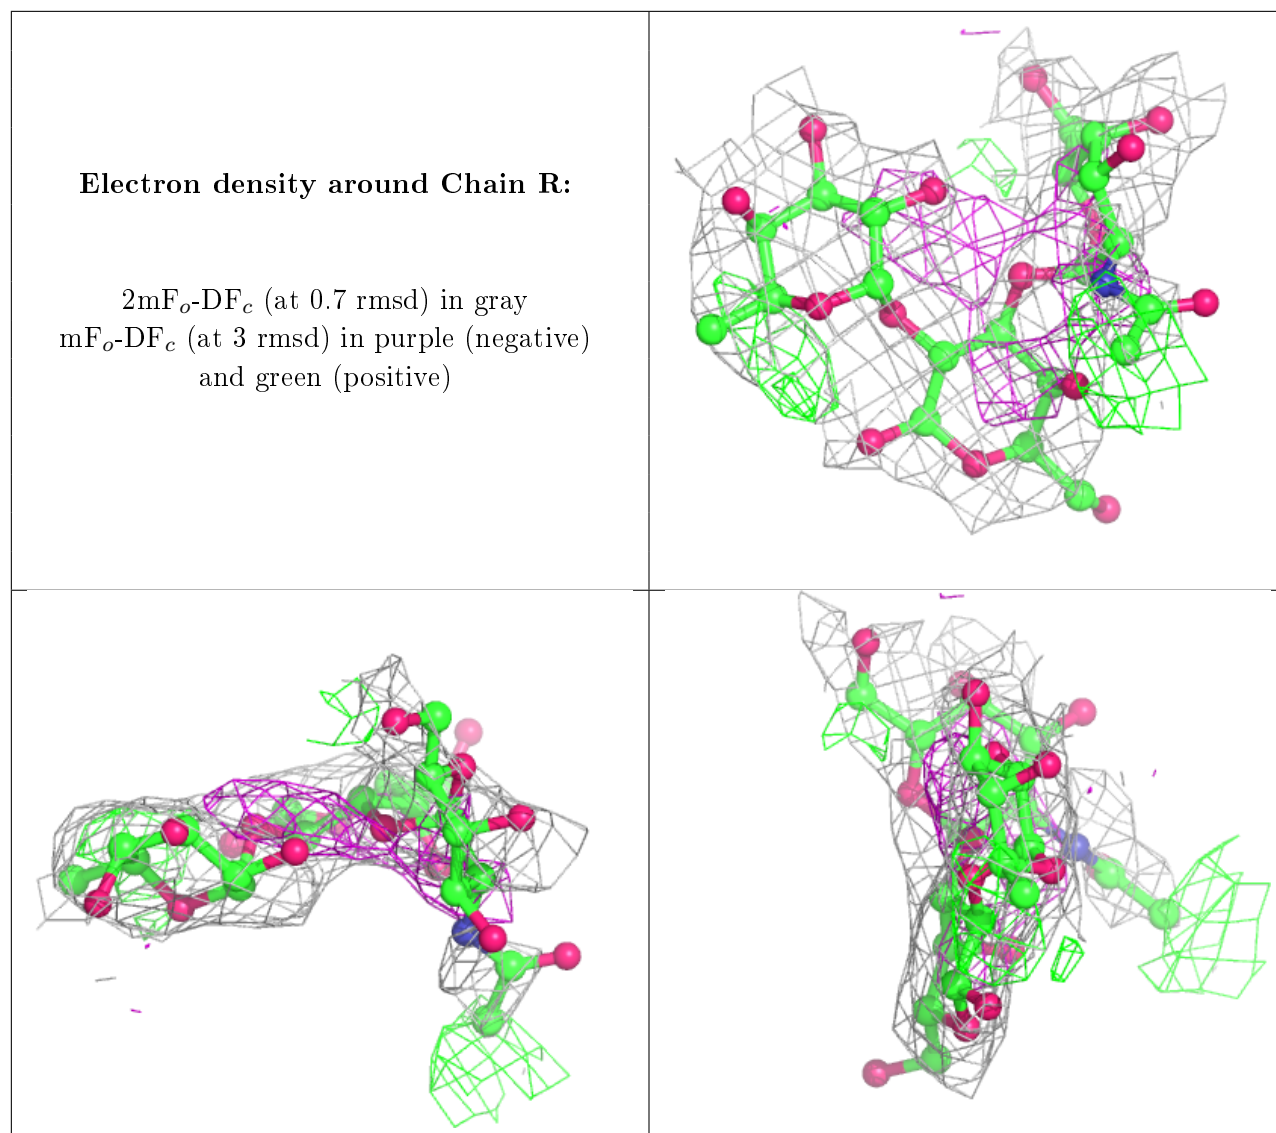 Electron density around Chain R:
2mFo-DFc (at 0.7 rmsd) in gray
mFo-DFc (at 3 rmsd) in purple (negative)
and green (positive)